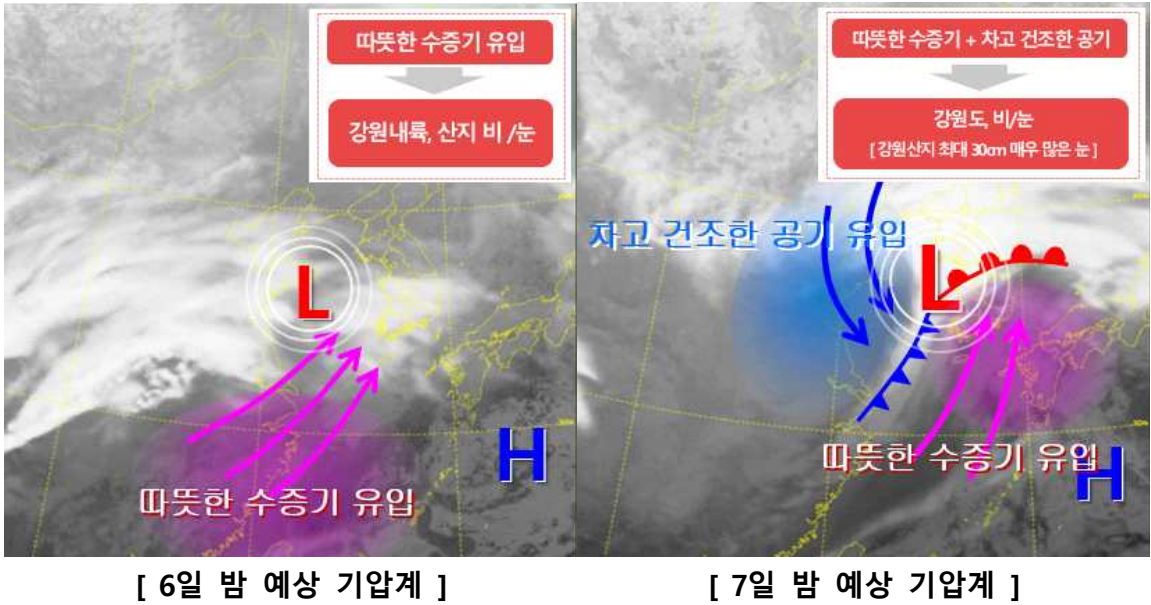 따뜻한 수증기 유입
강원내륙, 산지 비 /눈
L
H
따뜻한 수증기 유입
[ 6일 밤 예상 기압계 ]
따뜻한 수증기 + 차고 건조한 공기
강원도, 비/눈
[ 강원산지 최대 30cm 매우 많은 눈 ]
차고 건조한 공기 유입
L
따뜻한 수증기 유입
H
[ 7일 밤 예상 기압계 ]